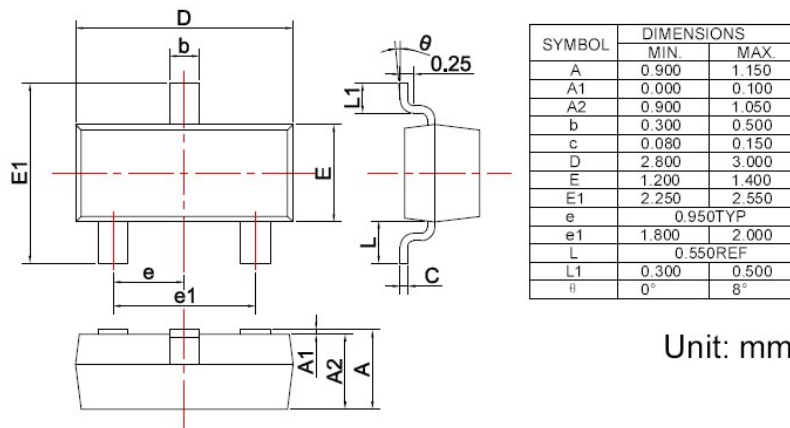 D
b
θ
0.25
L1
E1
E
L
e
e1
C
A1
A2
A
SYMBOL DIMENSIONS
MIN. MAX.
A 0.900 1.150
A1 0.000 0.100
A2 0.900 1.050
b 0.300 0.500
c 0.080 0.150
D 2.800 3.000
E 1.200 1.400
E1 2.250 2.550
e 0.950TYP
e1 1.800 2.000
L 0.550REF
L1 0.300 0.500
θ 0° 8°
Unit: mm